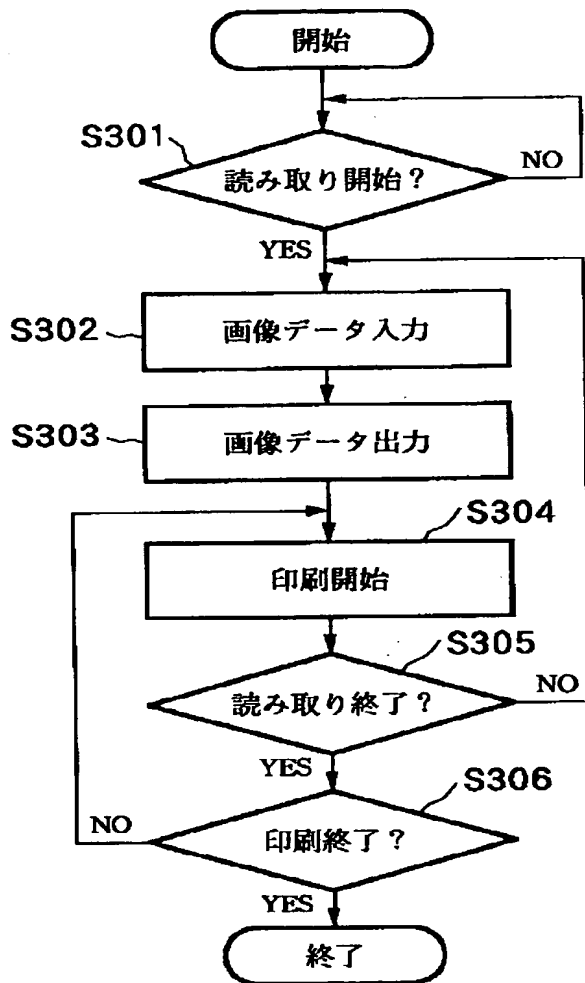 開始
S301
読み取り開始?
NO
YES
S302
画像データ入力
S303
画像データ出力
S304
印刷開始
S305
読み取り終了?
NO
YES
S306
印刷終了?
NO
YES
終了